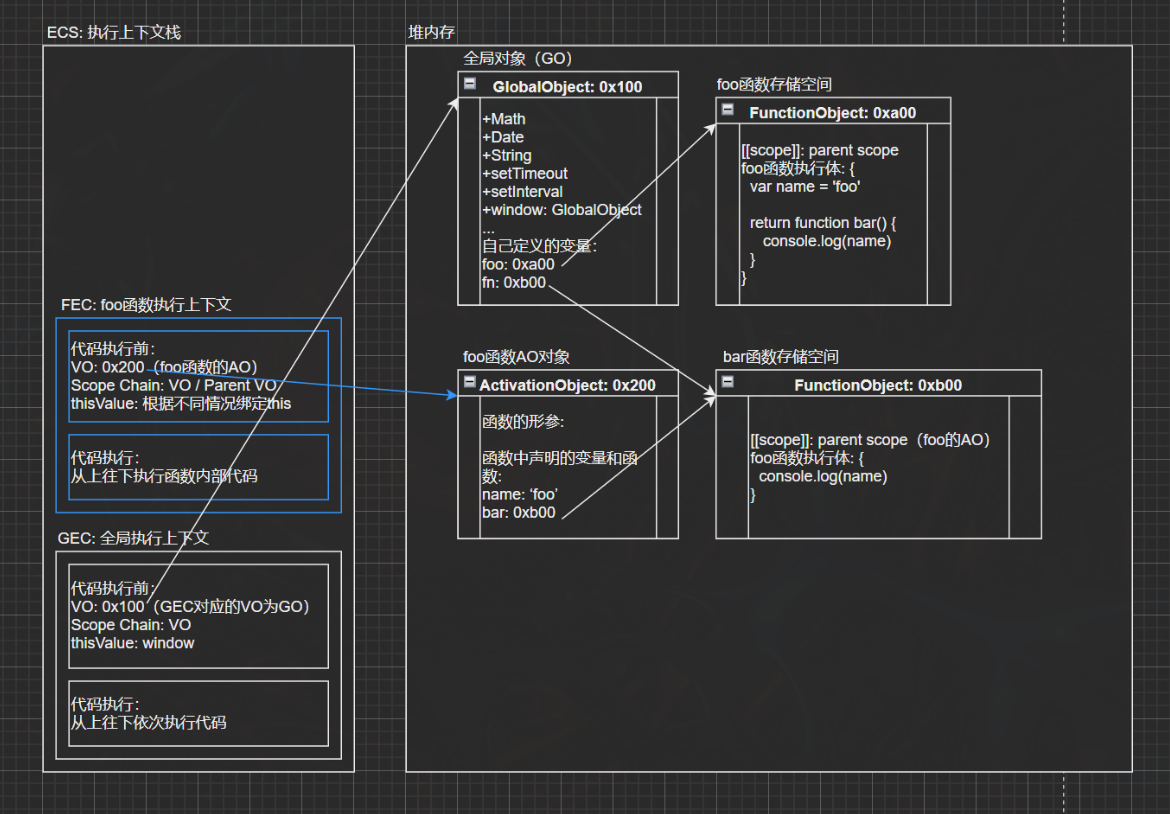 ECS: 执行上下文栈
FEC: foo函数执行上下文
代码执行前：
VO: 0x200（foo函数的AO）
Scope Chain: VO / Parent VO
thisValue: 根据不同情况绑定this
代码执行：
从上往下执行函数内部代码
GEC: 全局执行上下文
代码执行前：
VO: 0x100（GEC对应的VO为GO）
Scope Chain: VO
thisValue: window
代码执行：
从上往下依次执行代码
堆内存
全局对象（GO）
GlobalObject: 0x100
+Math
+Date
+String
+setTimeout
+setInterval
+window: GlobalObject
...
自己定义的变量：
foo: 0xa00
fn: 0xb00
foo函数存储空间
FunctionObject: 0xa00
[[scope]]: parent scope
foo函数执行体: {
var name = 'foo'
return function bar() {
console.log(name)
}
}
foo函数AO对象
ActivationObject: 0x200
函数的形参：
函数中声明的变量和函
数:
name: ‘foo’
bar: 0xb00
bar函数存储空间
FunctionObject: 0xb00
[[scope]]: parent scope（foo的AO）
foo函数执行体: {
console.log(name)
}